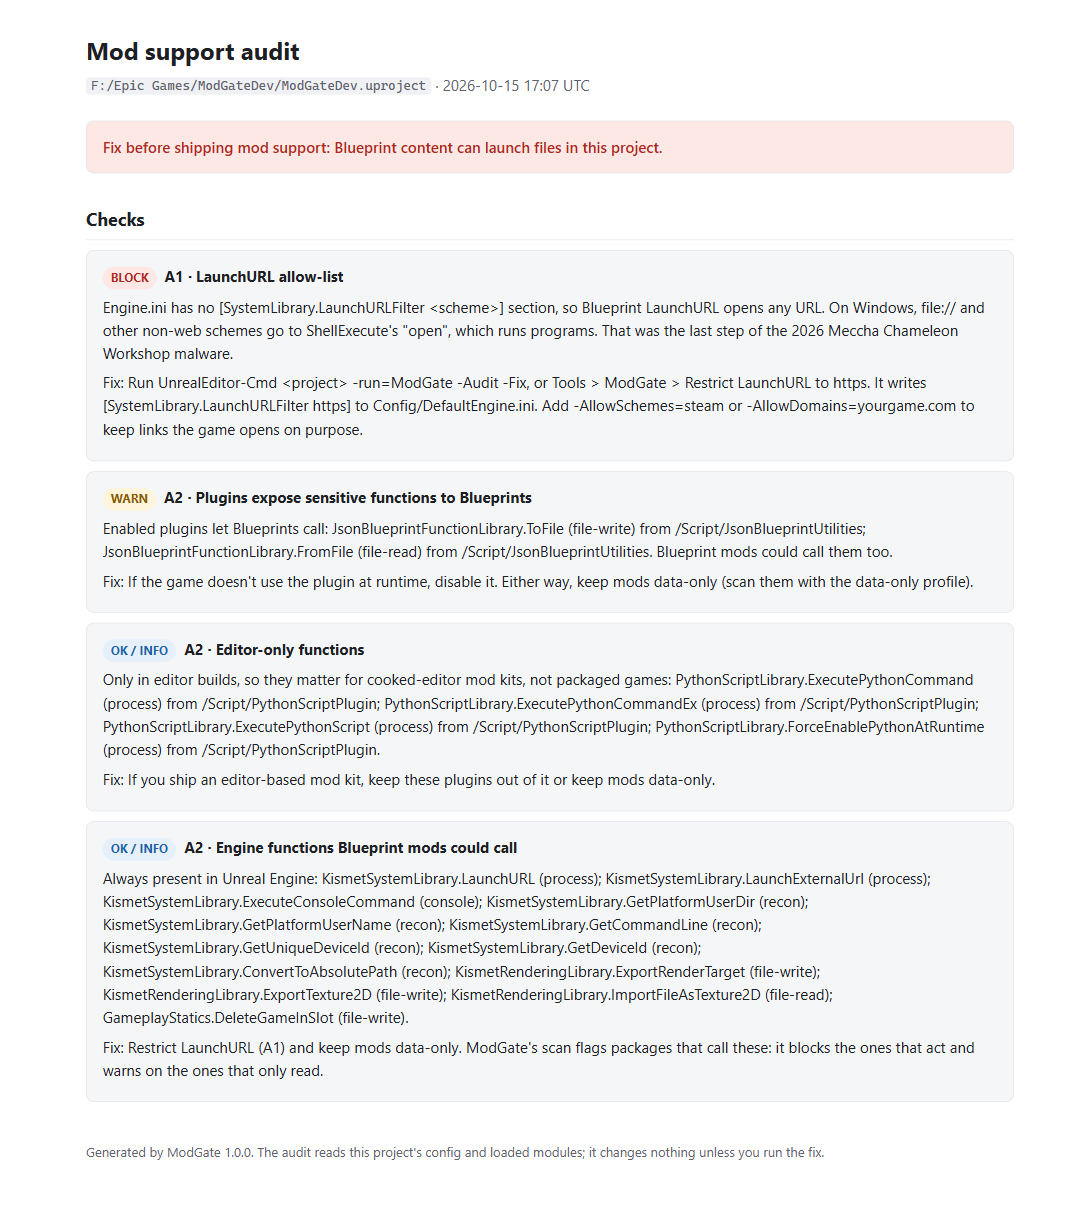 Mod support audit
F:/Epic Games/ModGateDev/ModGateDev.uproject · 2026-10-15 17:07 UTC
Fix before shipping mod support: Blueprint content can launch files in this project.
Checks
BLOCK A1 · LaunchURL allow-list
Engine.ini has no [SystemLibrary.LaunchURLFilter <scheme>] section, so Blueprint LaunchURL opens any URL. On Windows, file:// and
other non-web schemes go to ShellExecute's "open", which runs programs. That was the last step of the 2026 Meccha Chameleon
Workshop malware.
Fix: Run UnrealEditor-Cmd <project> -run=ModGate -Audit -Fix, or Tools > ModGate > Restrict LaunchURL to https. It writes
[SystemLibrary.LaunchURLFilter https] to Config/DefaultEngine.ini. Add -AllowSchemes=steam or -AllowDomains=yourgame.com to
keep links the game opens on purpose.
WARN A2 · Plugins expose sensitive functions to Blueprints
Enabled plugins let Blueprints call: JsonBlueprintFunctionLibrary.ToFile (file-write) from /Script/JsonBlueprintUtilities;
JsonBlueprintFunctionLibrary.FromFile (file-read) from /Script/JsonBlueprintUtilities. Blueprint mods could call them too.
Fix: If the game doesn't use the plugin at runtime, disable it. Either way, keep mods data-only (scan them with the data-only profile).
OK / INFO A2 · Editor-only functions
Only in editor builds, so they matter for cooked-editor mod kits, not packaged games: PythonScriptLibrary.ExecutePythonCommand
(process) from /Script/PythonScriptPlugin; PythonScriptLibrary.ExecutePythonCommandEx (process) from /Script/PythonScriptPlugin;
PythonScriptLibrary.ExecutePythonScript (process) from /Script/PythonScriptPlugin; PythonScriptLibrary.ForceEnablePythonAtRuntime
(process) from /Script/PythonScriptPlugin.
Fix: If you ship an editor-based mod kit, keep these plugins out of it or keep mods data-only.
OK / INFO A2 · Engine functions Blueprint mods could call
Always present in Unreal Engine: KismetSystemLibrary.LaunchURL (process); KismetSystemLibrary.LaunchExternalUrl (process);
KismetSystemLibrary.ExecuteConsoleCommand (console); KismetSystemLibrary.GetPlatformUserDir (recon);
KismetSystemLibrary.GetPlatformUserName (recon); KismetSystemLibrary.GetCommandLine (recon);
KismetSystemLibrary.GetUniqueDeviceId (recon); KismetSystemLibrary.GetDeviceId (recon);
KismetSystemLibrary.ConvertToAbsolutePath (recon); KismetRenderingLibrary.ExportRenderTarget (file-write);
KismetRenderingLibrary.ExportTexture2D (file-write); KismetRenderingLibrary.ImportFileAsTexture2D (file-read);
GameplayStatics.DeleteGameInSlot (file-write).
Fix: Restrict LaunchURL (A1) and keep mods data-only. ModGate's scan flags packages that call these: it blocks the ones that act and
warns on the ones that only read.
Generated by ModGate 1.0.0. The audit reads this project's config and loaded modules; it changes nothing unless you run the fix.